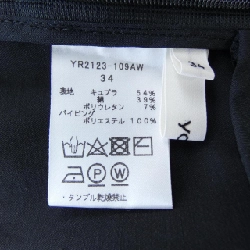 YR2123-109AW
34
表地 キュプラ 54%
綿 39%
ポリウレタン 7%
パイピング
ポリエステル 100%
P W
・タンブル乾燥禁止
34
Yo